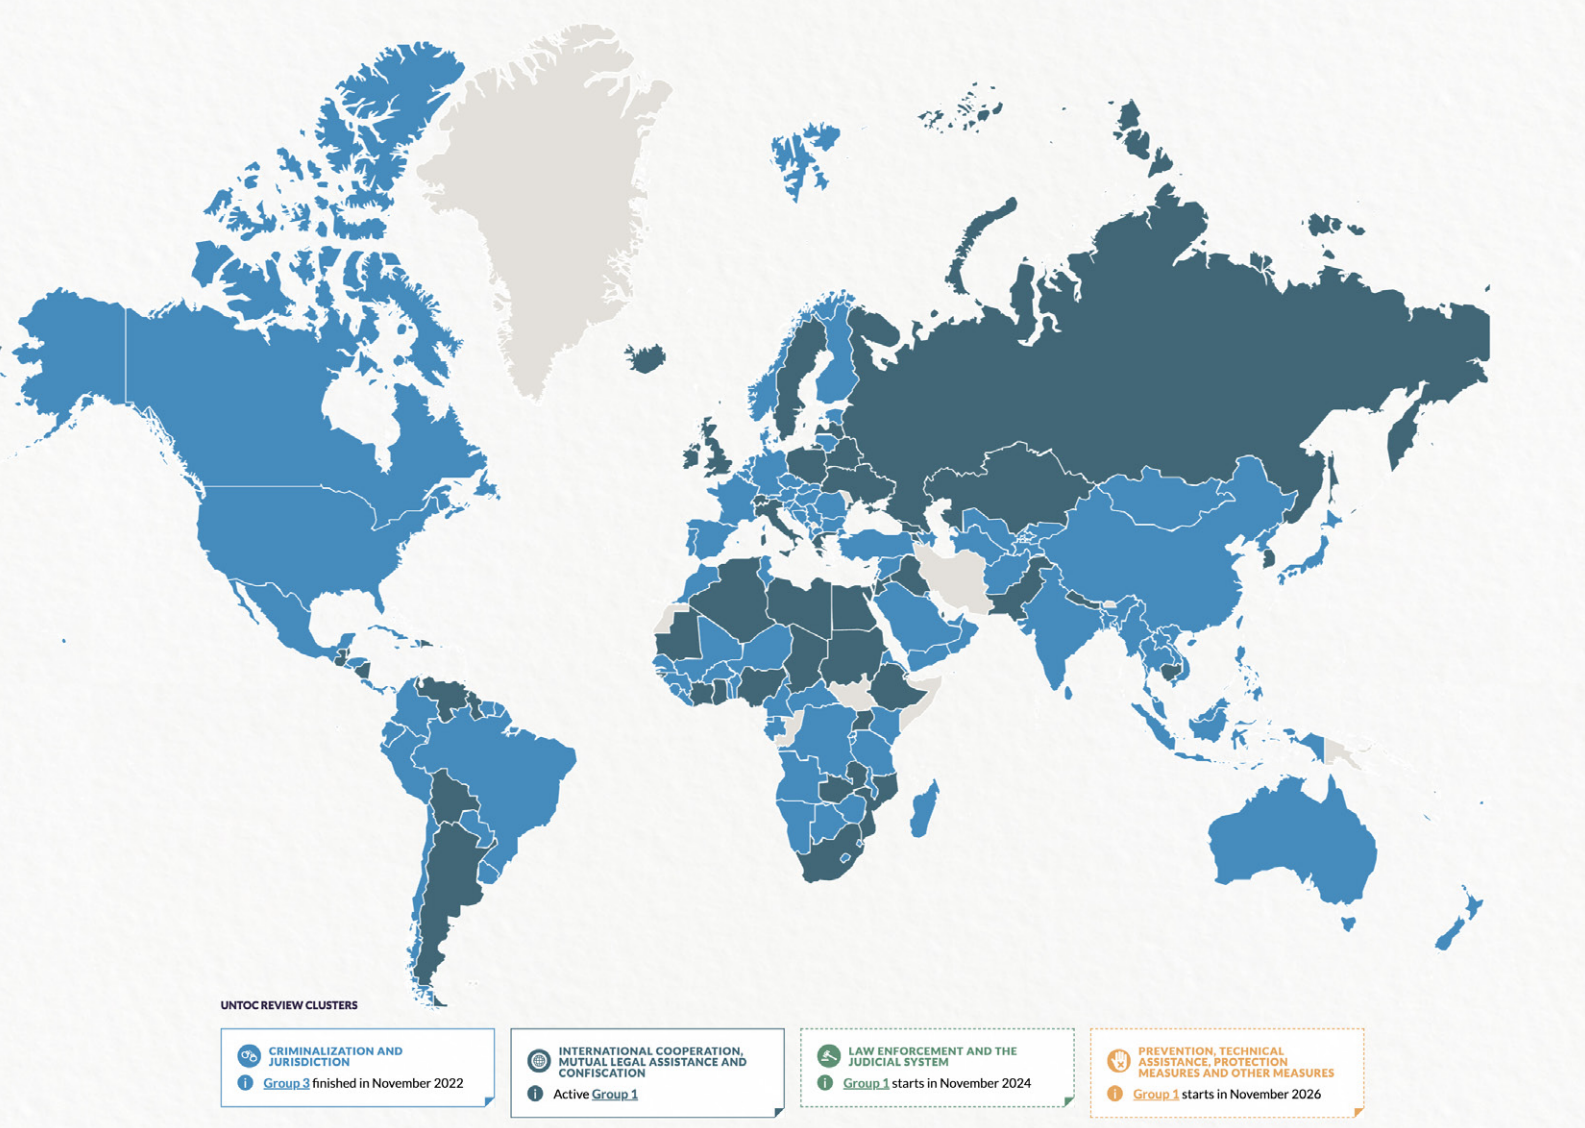 UNTOC REVIEW CLUSTERS
CRIMINALIZATION AND
JURISDICTION
Group 3 finished in November 2022
INTERNATIONAL COOPERATION,
MUTUAL LEGAL ASSISTANCE AND
CONFISCATION
Active Group 1
LAW ENFORCEMENT AND THE
JUDICIAL SYSTEM
Group 1 starts in November 2024
PREVENTION, TECHNICAL
ASSISTANCE, PROTECTION
MEASURES AND OTHER MEASURES
Group 1 starts in November 2026